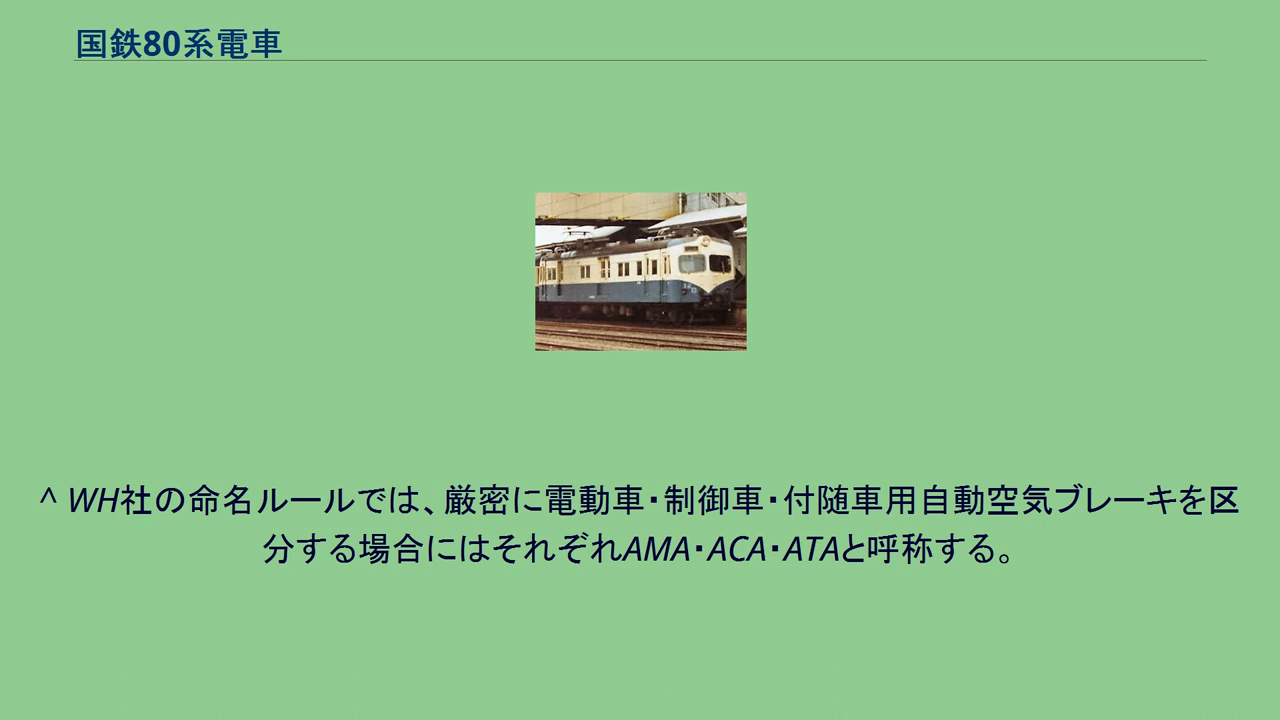 国鉄80系電車
^ WH社の命名ルールでは、厳密に電動車・制御車・付随車用自動空気ブレーキを区
分する場合にはそれぞれAMA・ACA・ATAと呼称する。